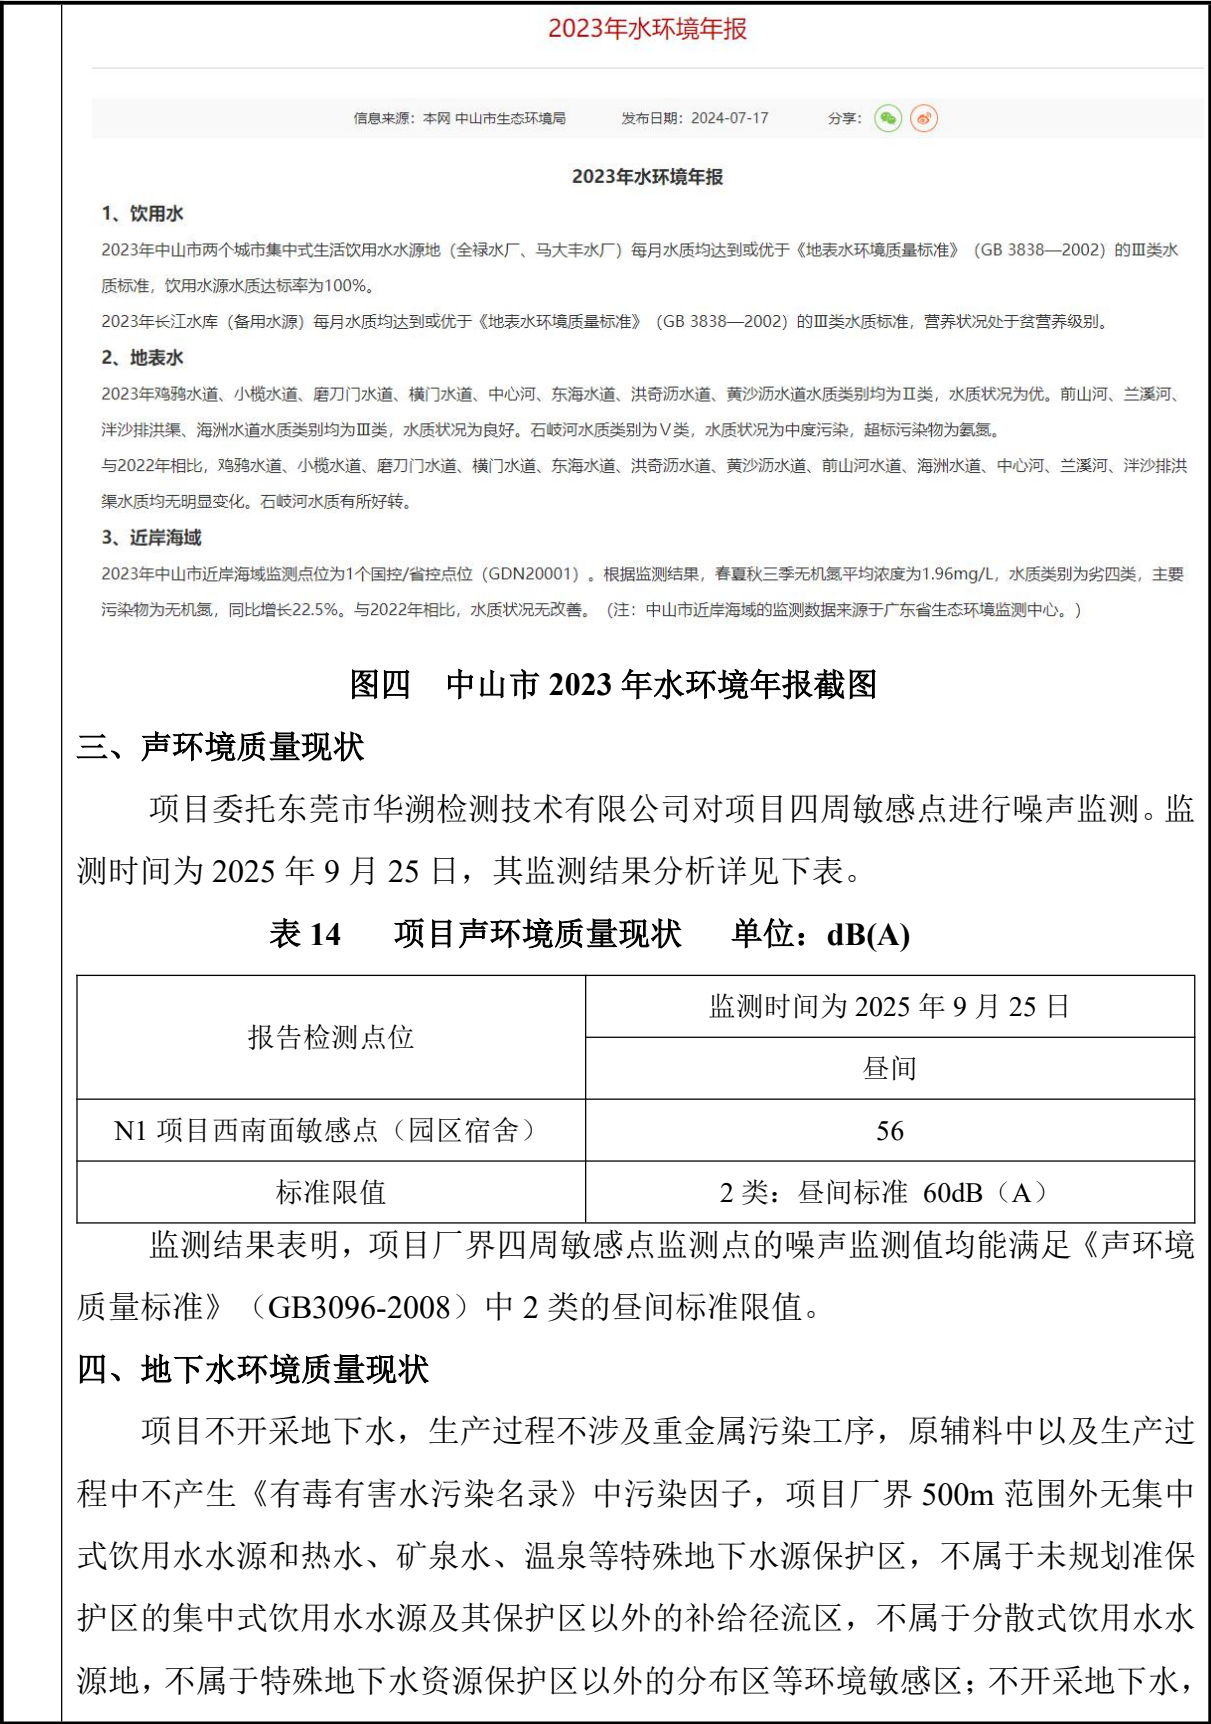 2023年水环境年报
信息来源：本网 中山市生态环境局 发布日期：2024-07-17 分享：
2023年水环境年报
1、饮用水
2023年中山市两个城市集中式生活饮用水水源地（全禄水厂、马大丰水厂）每月水质均达到或优于《地表水环境质量标准》（GB 3838—2002）的Ⅲ类水
质标准，饮用水源水质达标率为100%。
2023年长江水库（备用水源）每月水质均达到或优于《地表水环境质量标准》（GB 3838—2002）的Ⅲ类水质标准，营养状况处于贫营养级别。
2、地表水
2023年鸡鸦水道、小榄水道、磨刀门水道、横门水道、中心河、东海水道、洪奇沥水道、黄沙沥水道水质类别均为Ⅱ类，水质状况为优。前山河、兰溪河、
泮沙排洪渠、海洲水道水质类别均为Ⅲ类，水质状况为良好。石岐河水质类别为Ⅴ类，水质状况为中度污染，超标污染物为氨氮。
与2022年相比，鸡鸦水道、小榄水道、磨刀门水道、横门水道、东海水道、洪奇沥水道、黄沙沥水道、前山河水道、海洲水道、中心河、兰溪河、泮沙排洪
渠水质均无明显变化。石岐河水质有所好转。
3、近岸海域
2023年中山市近岸海域监测点位为1个国控/省控点位（GDN20001）。根据监测结果，春夏秋三季无机氮平均浓度为1.96mg/L，水质类别为劣四类，主要
污染物为无机氮，同比增长22.5%。与2022年相比，水质状况无改善。（注：中山市近岸海域的监测数据来源于广东省生态环境监测中心。）
图四 中山市 2023 年水环境年报截图
三、声环境质量现状
项目委托东莞市华溯检测技术有限公司对项目四周敏感点进行噪声监测。监
测时间为 2025 年 9 月 25 日，其监测结果分析详见下表。
表 14 项目声环境质量现状 单位：dB(A)
报告检测点位
监测时间为 2025 年 9 月 25 日
昼间
N1 项目西南面敏感点（园区宿舍） 56
标准限值 2 类：昼间标准 60dB（A）
监测结果表明，项目厂界四周敏感点监测点的噪声监测值均能满足《声环境
质量标准》（GB3096-2008）中 2 类的昼间标准限值。
四、地下水环境质量现状
项目不开采地下水，生产过程不涉及重金属污染工序，原辅料中以及生产过
程中不产生《有毒有害水污染名录》中污染因子，项目厂界 500m 范围外无集中
式饮用水水源和热水、矿泉水、温泉等特殊地下水源保护区，不属于未规划准保
护区的集中式饮用水水源及其保护区以外的补给径流区，不属于分散式饮用水水
源地，不属于特殊地下水资源保护区以外的分布区等环境敏感区；不开采地下水，